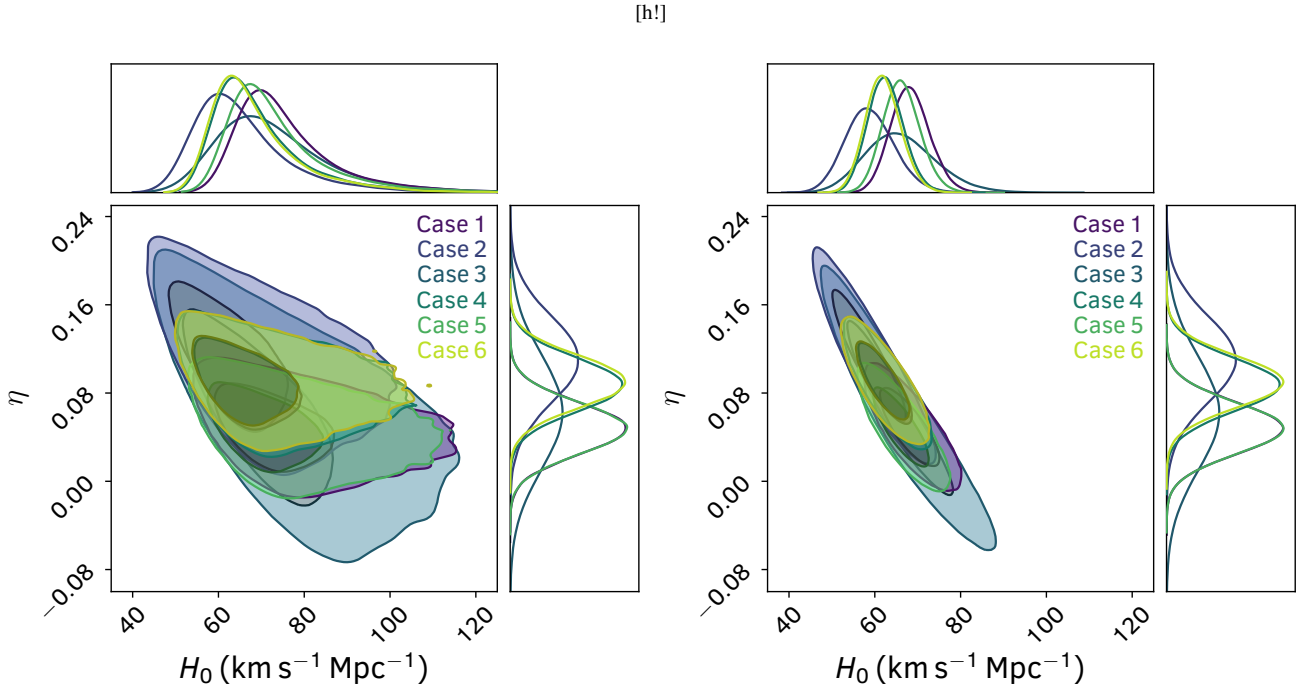 [h!]
Case 1
Case 2
Case 3
Case 4
Case 5
Case 6
0.24
0.16
0.08
0.00
−0.08
η
40
60
80
100
120
H₀ (km s⁻¹ Mpc⁻¹)
Case 1
Case 2
Case 3
Case 4
Case 5
Case 6
0.24
0.16
0.08
0.00
−0.08
η
40
60
80
100
120
H₀ (km s⁻¹ Mpc⁻¹)